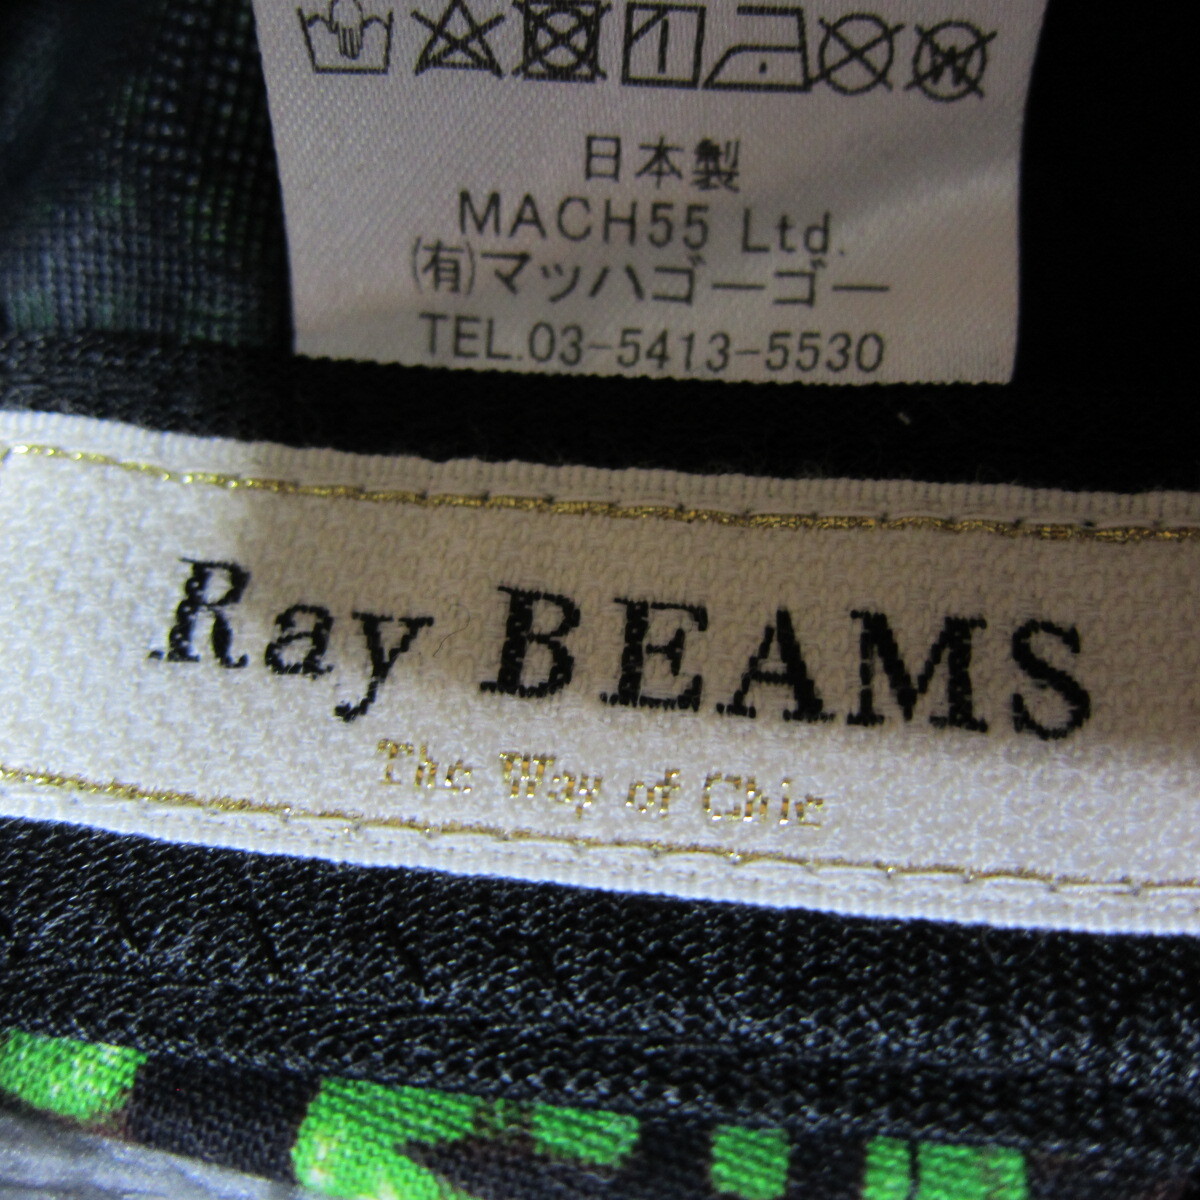 日本製
MACH55 Ltd.
(有)マッハゴーゴー
TEL.03-5413-5530
Ray BEAMS
The Way of Chic